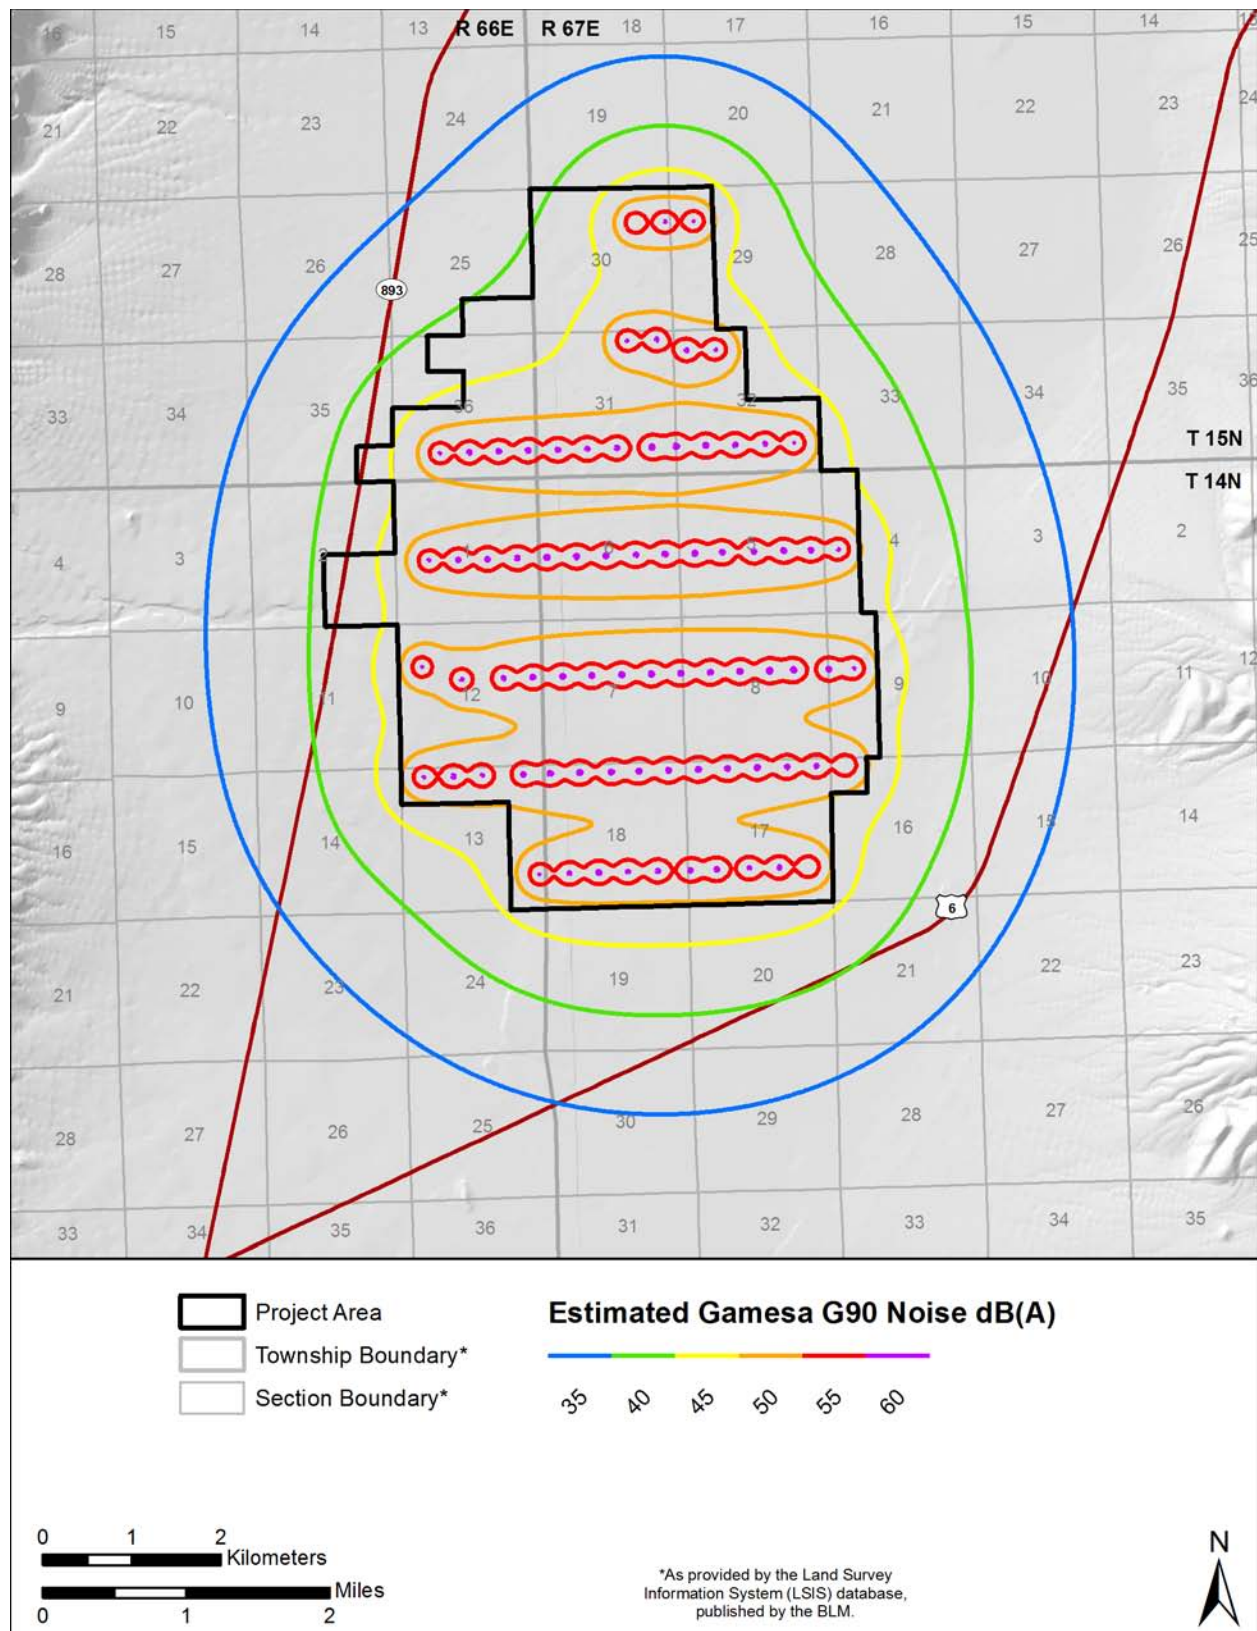 16 15 14 13 R 66E R 67E 18 17 16 15 14 13
21 22 23 24 19 20 21 22 23 24
28 27 26 25 30 29 28 27 26 25
893
33 34 35 36 31 32 33 34 35 36
T 15N
T 14N
4 3 2 1 6 5 4 3 2
9 10 11 12 7 8 9 10 11 12
16 15 14 13 18 17 16 15 14
6
21 22 23 24 19 20 21 22 23
28 27 26 25 30 29 28 27 26
33 34 35 36 31 32 33 34 35
Project Area
Township Boundary*
Section Boundary*
Estimated Gamesa G90 Noise dB(A)
35 40 45 50 55 60
0 1 2
Kilometers
Miles
0 1 2
*As provided by the Land Survey
Information System (LSIS) database,
published by the BLM.
N